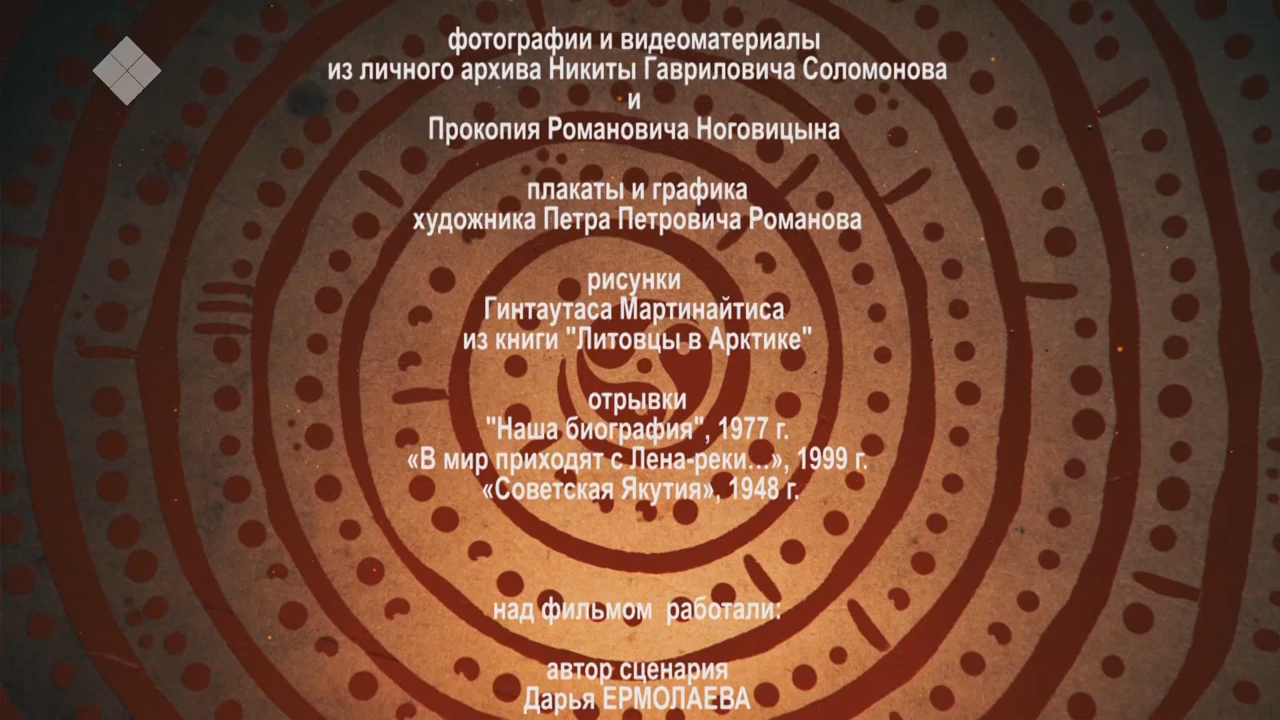 фотографии и видеоматериалы
из личного архива Никиты Гавриловича Соломонова
и
Прокопия Романовича Ноговицына
плакаты и графика
художника Петра Петровича Романова
рисунки
Гинтаутаса Мартинайтиса
из книги "Литовцы в Арктике"
отрывки
"Наша биография", 1977 г.
«В мир приходят с Лена-реки...», 1999 г.
«Советская Якутия», 1948 г.
над фильмом работали:
автор сценария
Дарья ЕРМОЛАЕВА